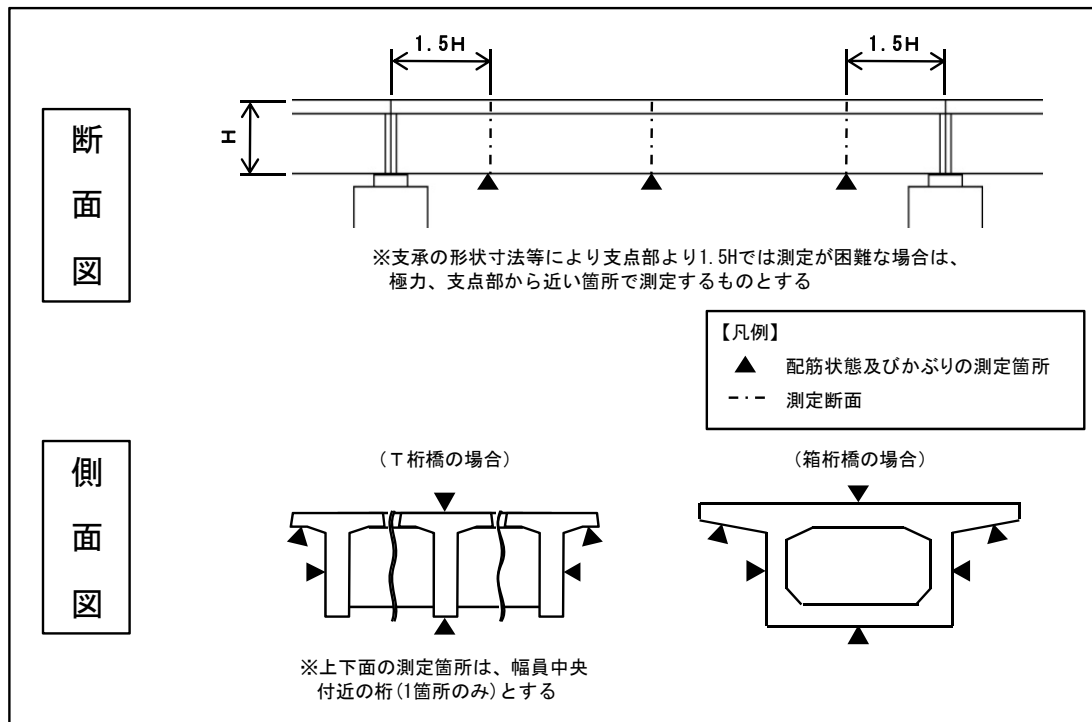 1.5H
1.5H
H
断面図
※支承の形状寸法等により支点部より1.5Hでは測定が困難な場合は、
極力、支点部から近い箇所で測定するものとする
【凡例】
配筋状態及びかぶりの測定箇所
測定断面
側面図
(T桁橋の場合)
(箱桁橋の場合)
※上下面の測定箇所は、幅員中央
付近の桁(1箇所のみ)とする